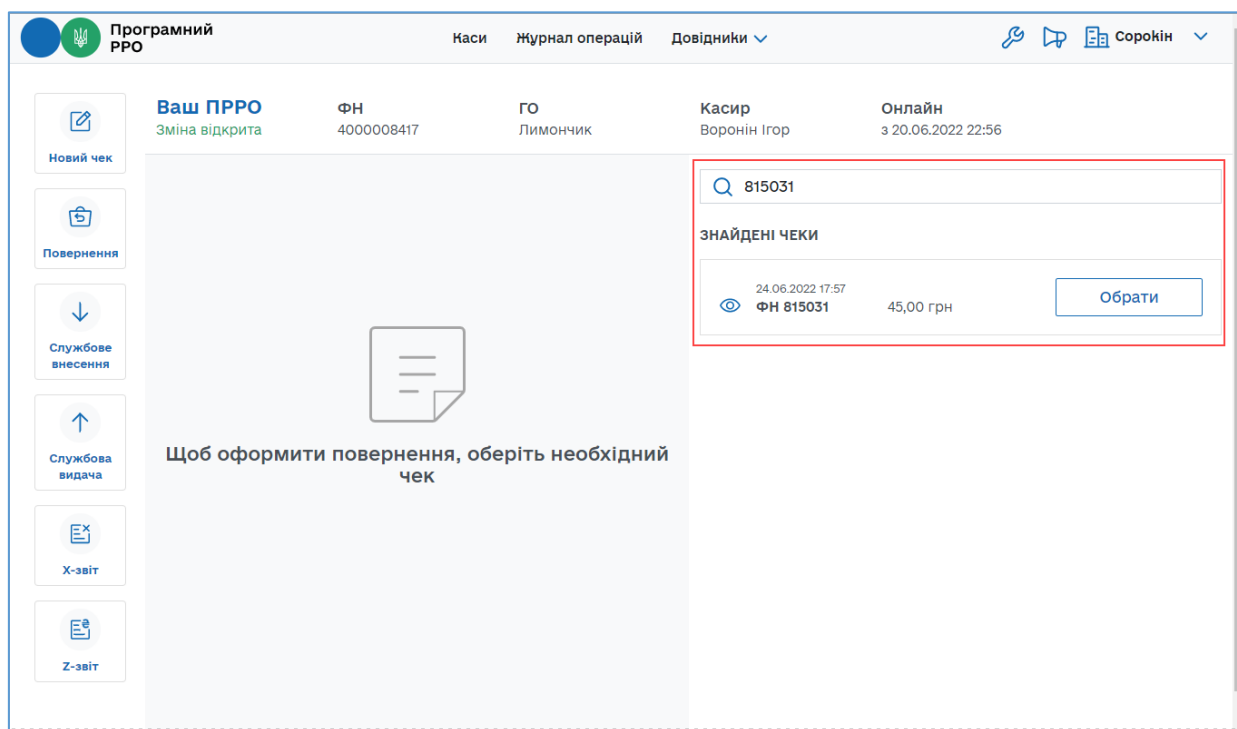 Програмний
РРО
Каси
Журнал операцій
Довідники
Сорокін
Новий чек
Повернення
Службове
внесення
Службова
видача
X-звіт
Z-звіт
Ваш ПРРО
Зміна відкрита
ФН
4000008417
ГО
Лимончик
Касир
Воронін Ігор
Онлайн
з 20.06.2022 22:56
Щоб оформити повернення, оберіть необхідний
чек
815031
ЗНАЙДЕНІ ЧЕКИ
24.06.2022 17:57
ФН 815031
45,00 грн
Обрати